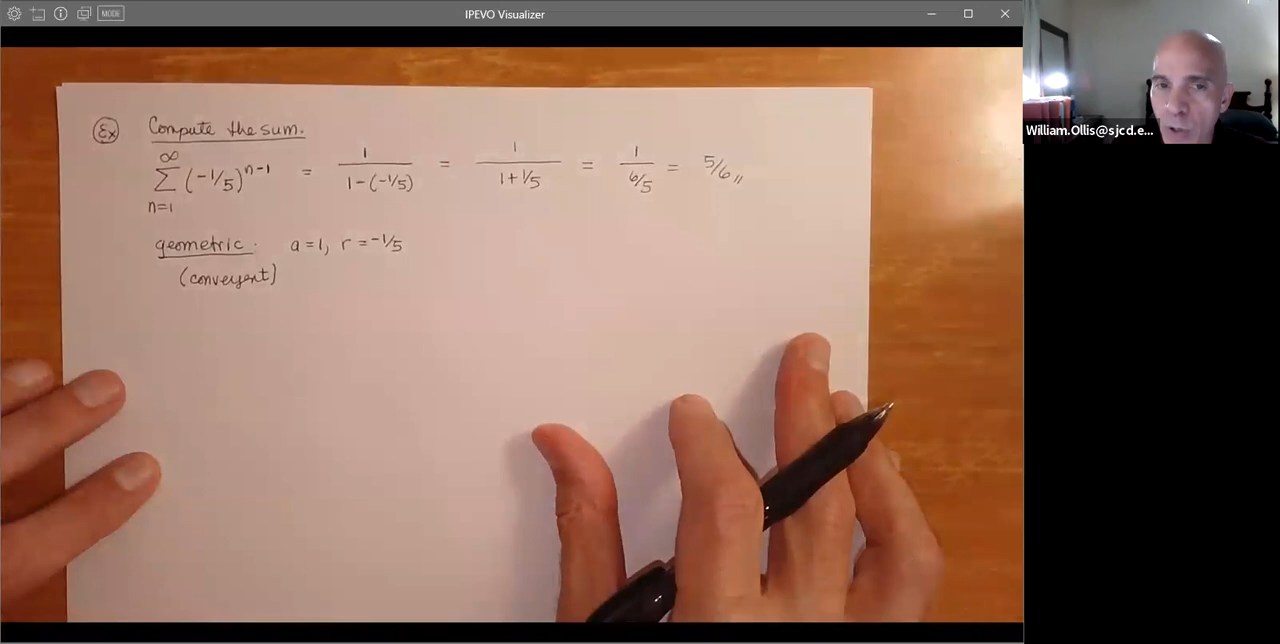 MODE
IPEVO Visualizer
William.Ollis@sjcd.e...
Ex Compute the sum.
∞
∑ (-1/5)^{n-1} = 1/(1-(-1/5)) = 1/(1+1/5) = 1/(6/5) = 5/6 //
n=1
geometric. a=1, r=-1/5
(convergent)